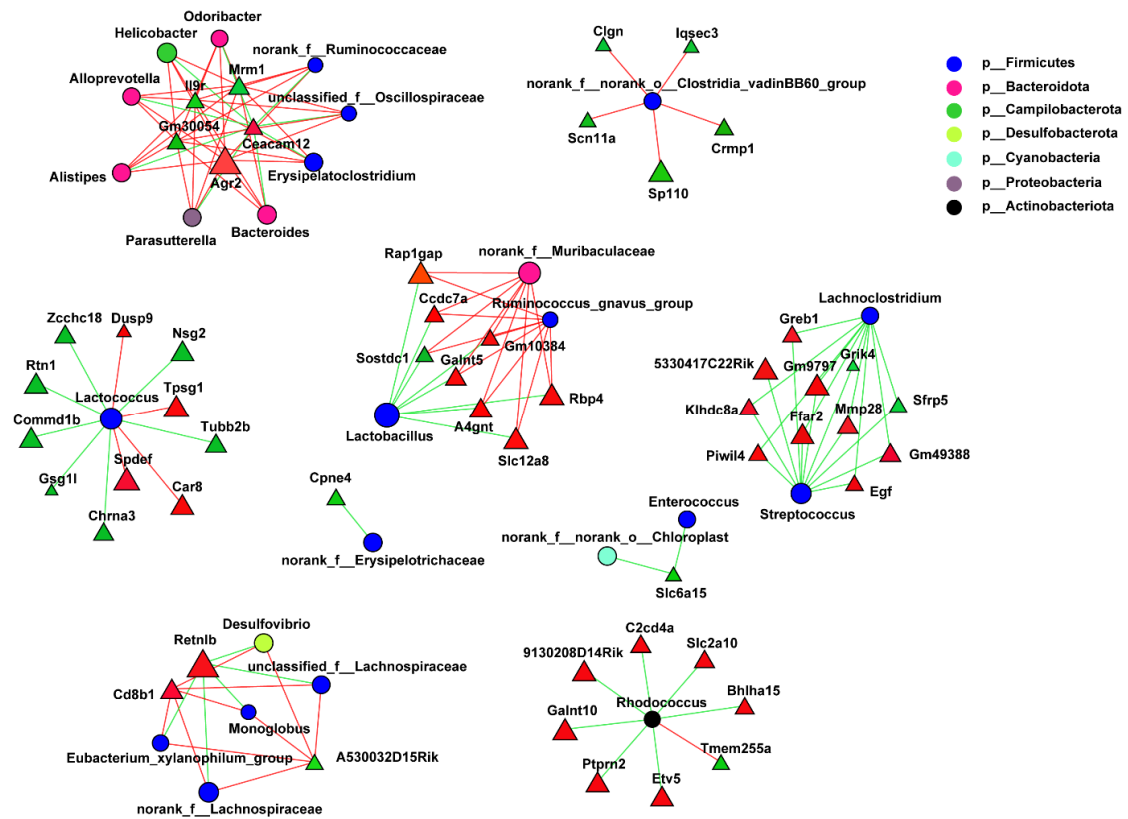 Odoribacter
Helicobacter
norank_f__Ruminococcaceae
Mrm1
Alloprevotella
Il9r
unclassified_f__Oscillospiraceae
Gm30054
Ceacam12
Alistipes
Agr2
Erysipelatoclostridium
Parasutterella
Bacteroides
Clgn
Iqsec3
norank_f__norank_o__Clostridia_vadinBB60_group
Scn11a
Crmp1
Sp110
p__Firmicutes
p__Bacteroidota
p__Campilobacterota
p__Desulfobacterota
p__Cyanobacteria
p__Proteobacteria
p__Actinobacteriota
Zcchc18
Dusp9
Nsg2
Rtn1
Tpsg1
Lactococcus
Commd1b
Tubb2b
Spdef
Gsg1l
Car8
Chrna3
Rap1gap
norank_f__Muribaculaceae
Ccdc7a
Ruminococcus_gnavus_group
Sostdc1
Gm10384
Galnt5
Rbp4
Lactobacillus
A4gnt
Slc12a8
Lachnoclostridium
Greb1
Grik4
5330417C22Rik
Gm9797
Sfrp5
Klhdc8a
Ffar2
Mmp28
Piwil4
Gm49388
Egf
Streptococcus
Cpne4
norank_f__Erysipelotrichaceae
Enterococcus
norank_f__norank_o__Chloroplast
Slc6a15
Desulfovibrio
Retnlb
unclassified_f__Lachnospiraceae
Cd8b1
Monoglobus
Eubacterium_xylanophilum_group
A530032D15Rik
norank_f__Lachnospiraceae
C2cd4a
9130208D14Rik
Slc2a10
Rhodococcus
Bhlha15
Galnt10
Tmem255a
Ptprn2
Etv5